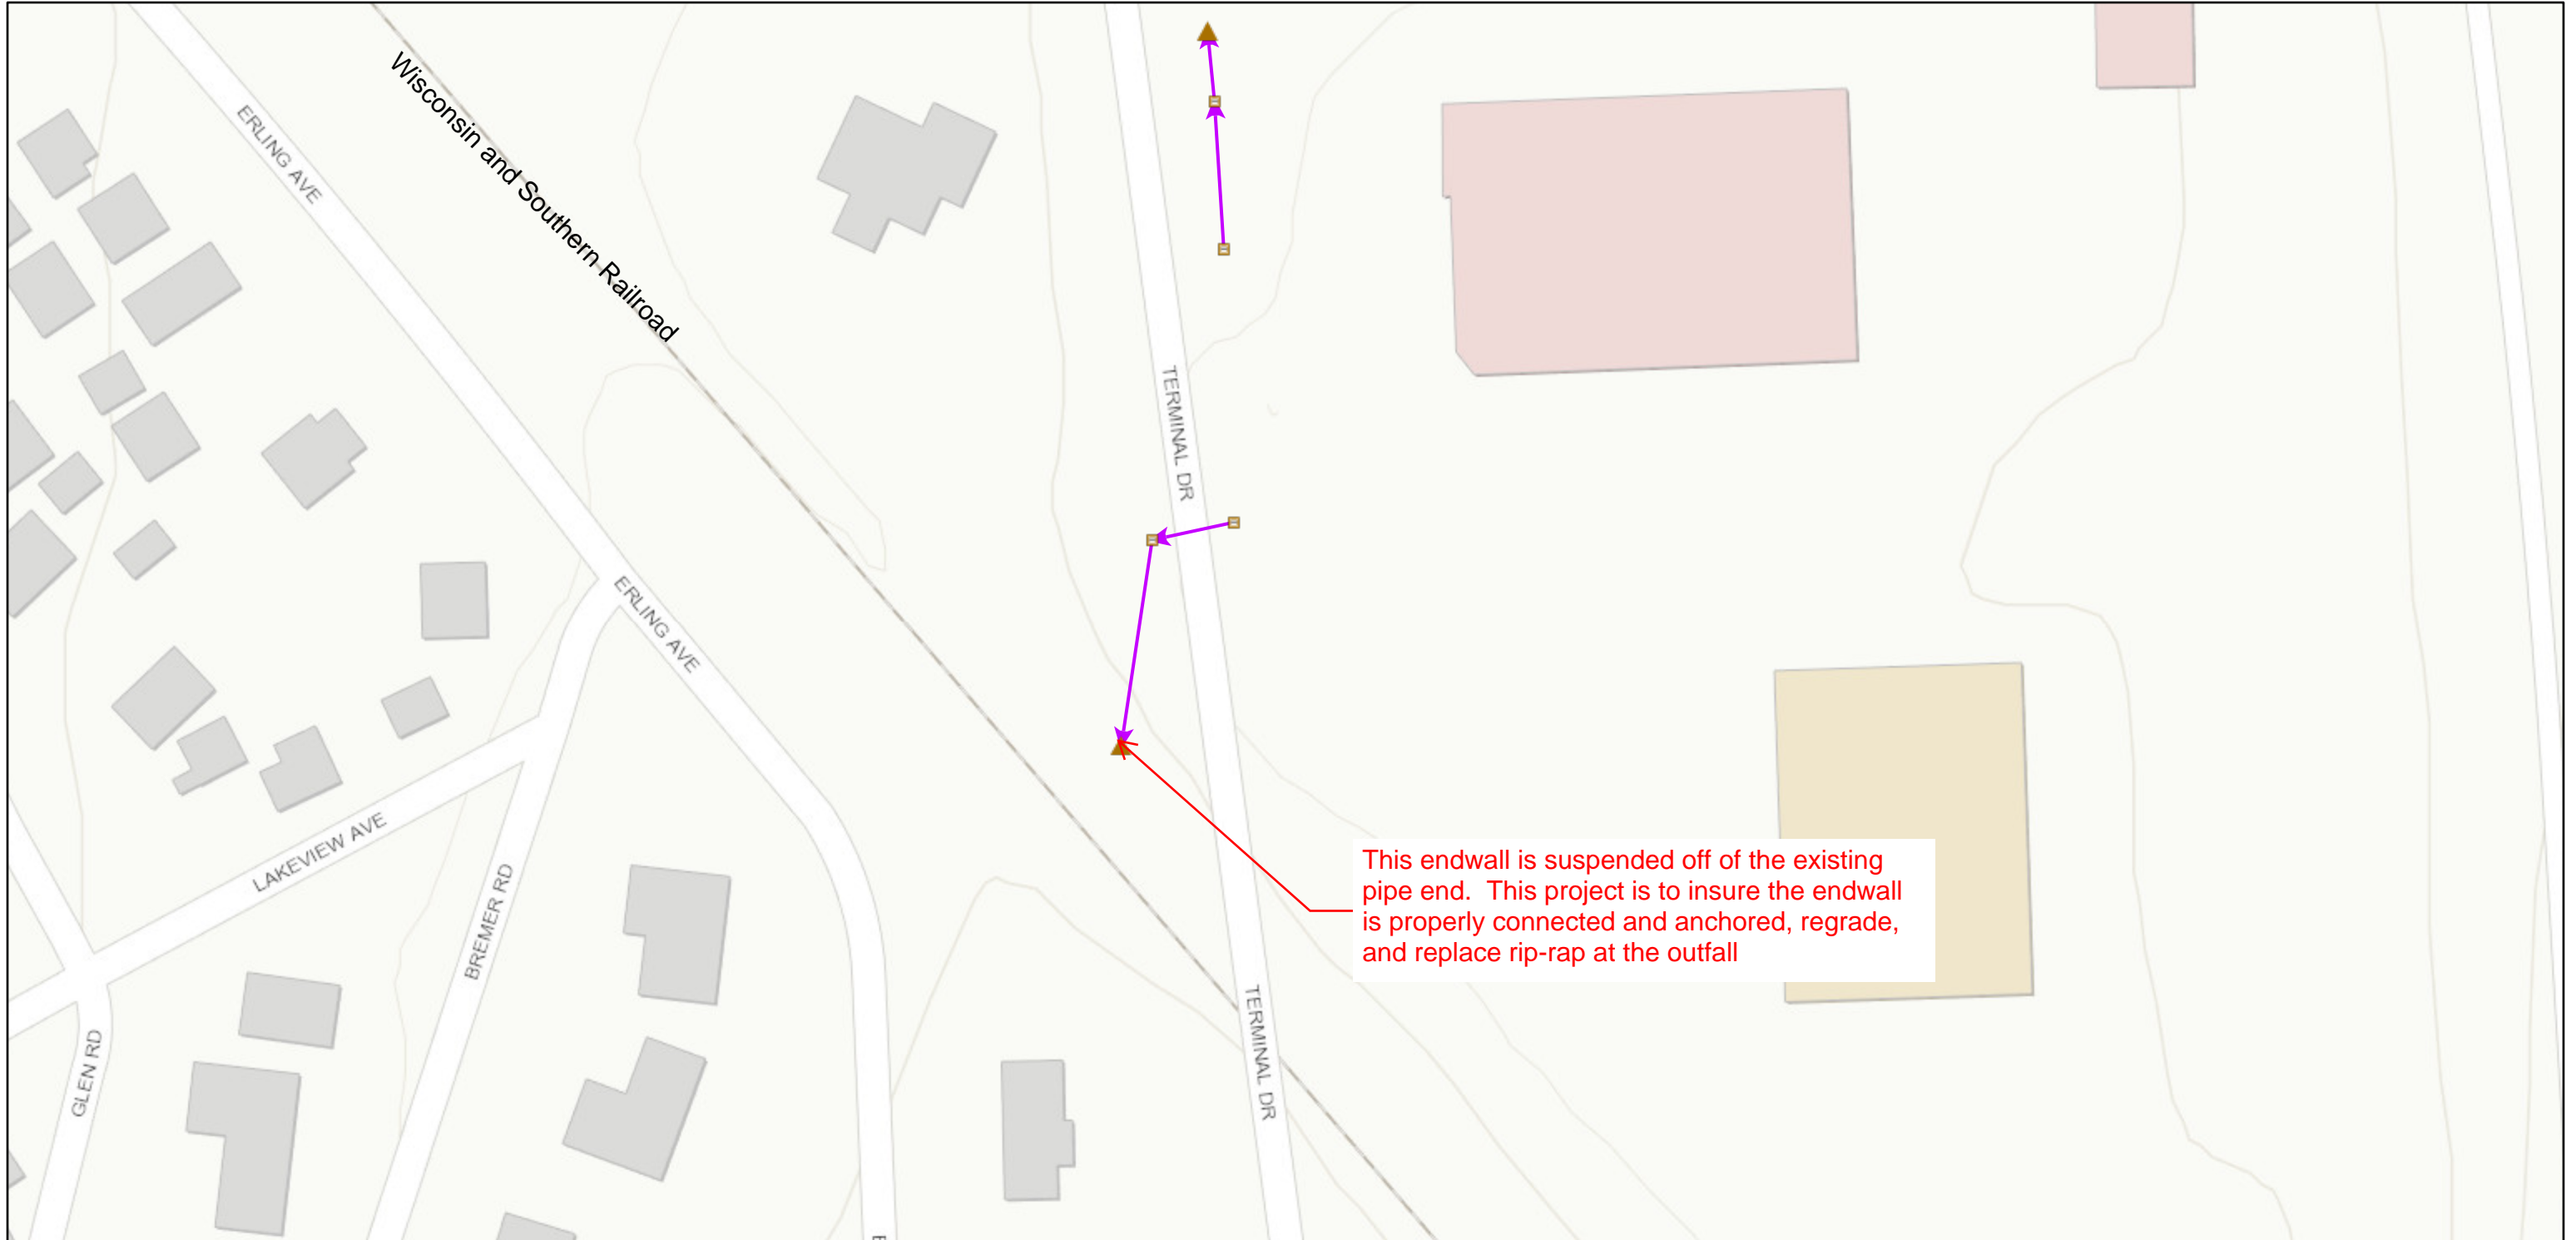 Wisconsin and Southern Railroad
ERLING AVE
TERMINAL DR
ERLING AVE
LAKEVIEW AVE
BREMER RD
This endwall is suspended off of the existing
pipe end.  This project is to insure the endwall
is properly connected and anchored, regrade,
and replace rip-rap at the outfall
GLEN RD
TERMINAL DR